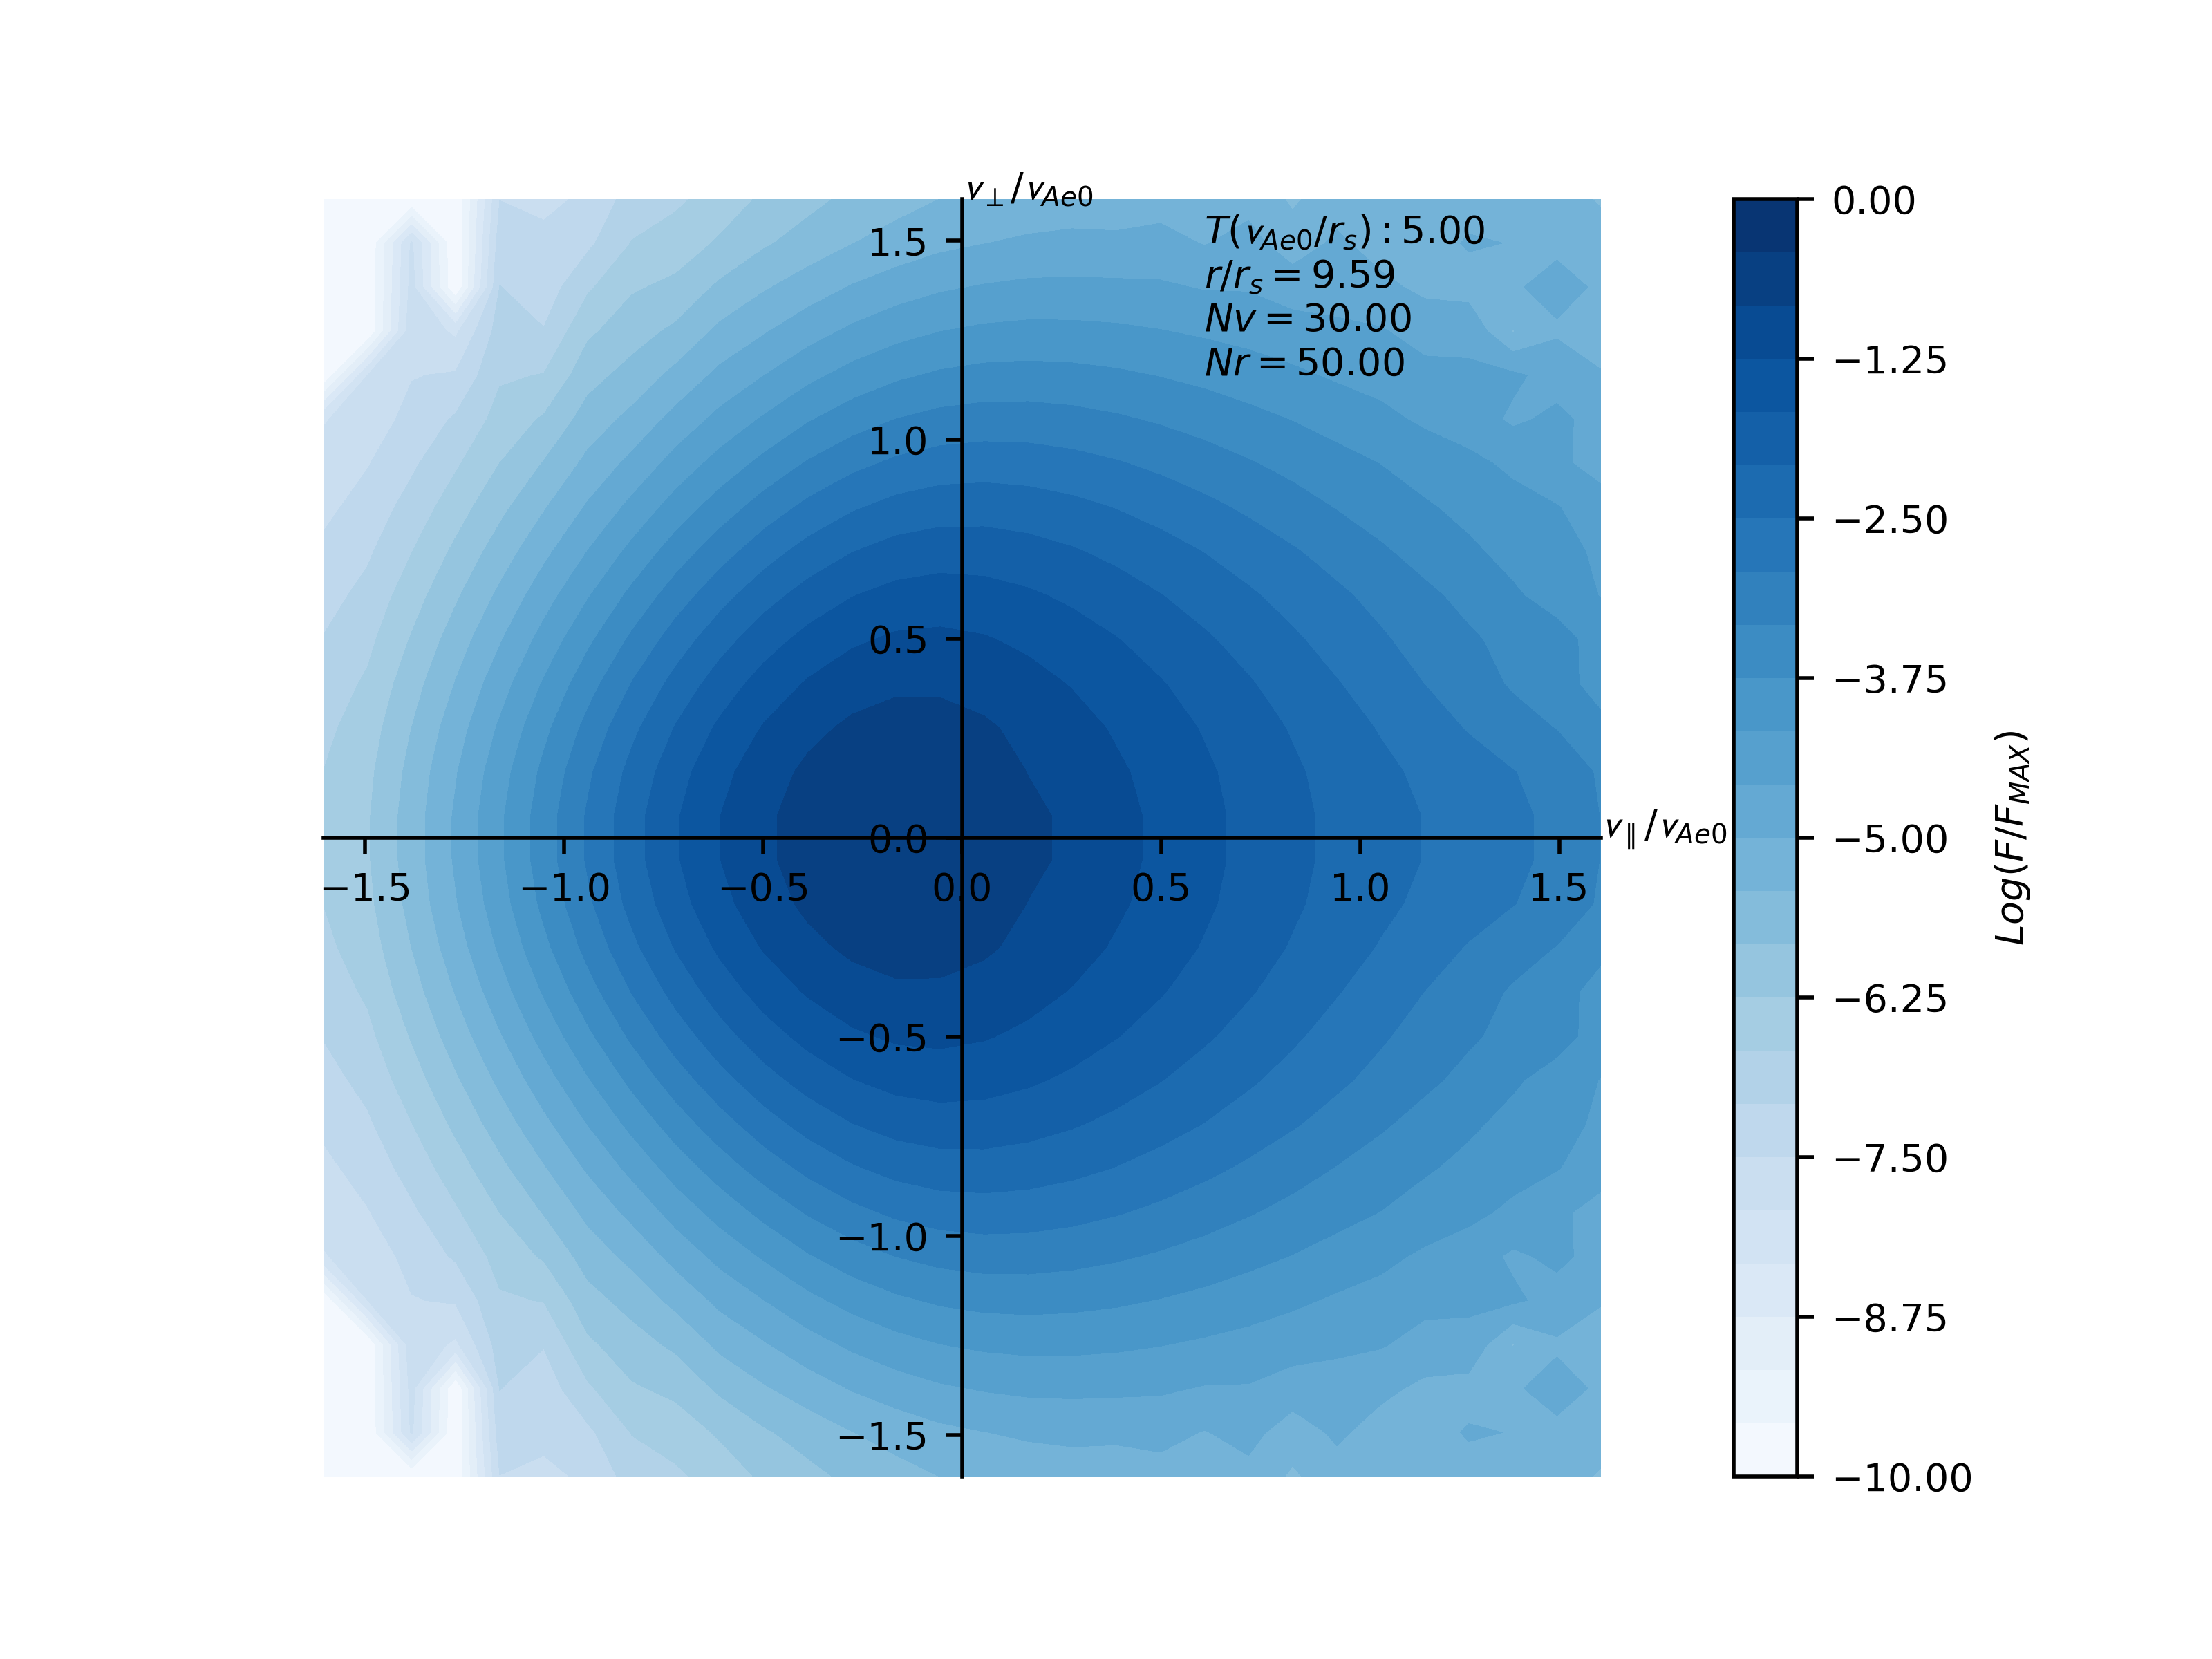 v⊥/vAe0
T(vAe0/rs) : 5.00
r/rs = 9.59
Nv = 30.00
Nr = 50.00
1.5
1.0
0.5
0.0
−0.5
−1.0
−1.5
−1.5 −1.0 −0.5 0.0 0.5 1.0 1.5
v∥/vAe0
0.00
−1.25
−2.50
−3.75
−5.00
−6.25
−7.50
−8.75
−10.00
Log(F/FMAX)